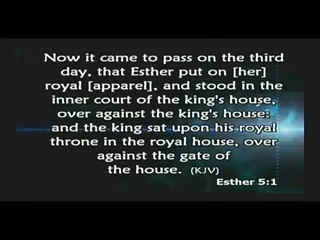 Now it came to pass on the third
day, that Esther put on [her]
royal [apparel], and stood in the
inner court of the king's house,
over against the king's house:
and the king sat upon his royal
throne in the royal house, over
against the gate of
the house. (KJV)
Esther 5:1